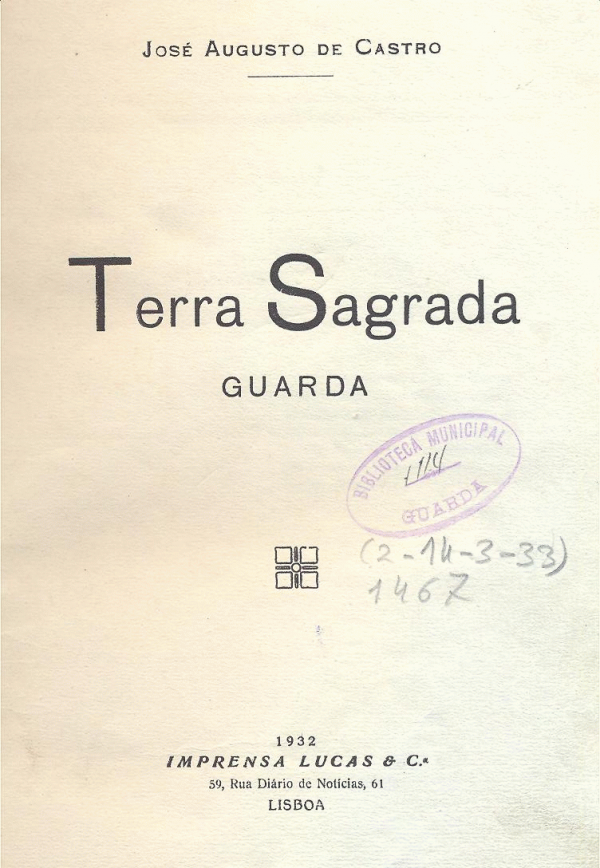 JOSÉ AUGUSTO DE CASTRO
Terra Sagrada
GUARDA
BIBLIOTECA MUNICIPAL
GUARDA
(2-14-3-33)
1467
1932
IMPRENSA LUCAS & C.ª
59, Rua Diário de Notícias, 61
LISBOA